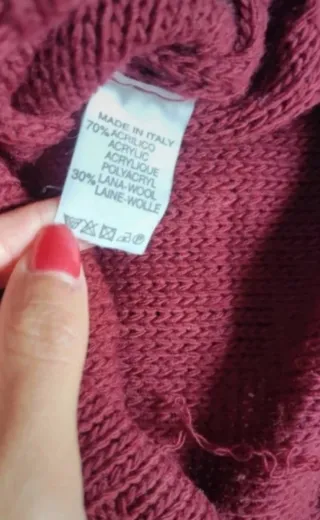 MADE IN ITALY
70% ACRILICO
ACRYLIC
ACRYLIQUE
POLYACRYL
30% LANA-WOOL
LAINE-WOLLE